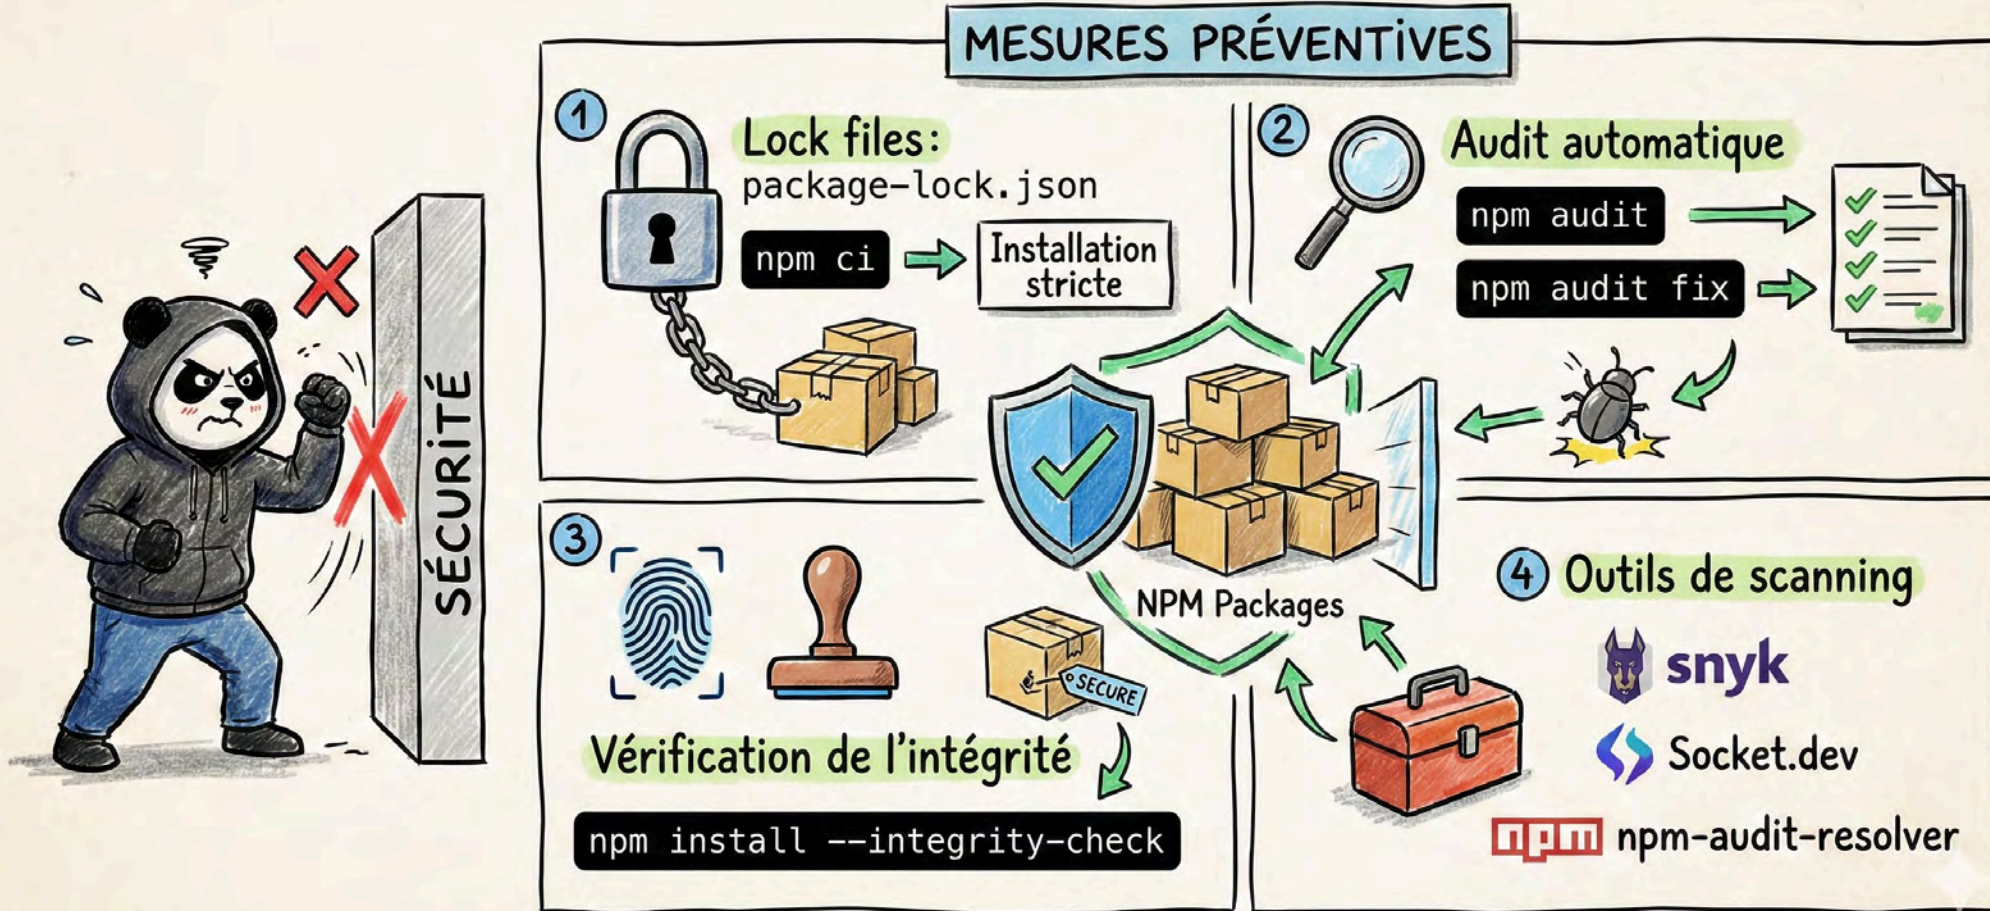 MESURES PRÉVENTIVES
SÉCURITÉ
1
Lock files:
package-lock.json
npm ci
Installation
stricte
2
Audit automatique
npm audit
npm audit fix
NPM Packages
3
SECURE
Vérification de l'intégrité
npm install --integrity-check
4 Outils de scanning
snyk
Socket.dev
npm npm-audit-resolver